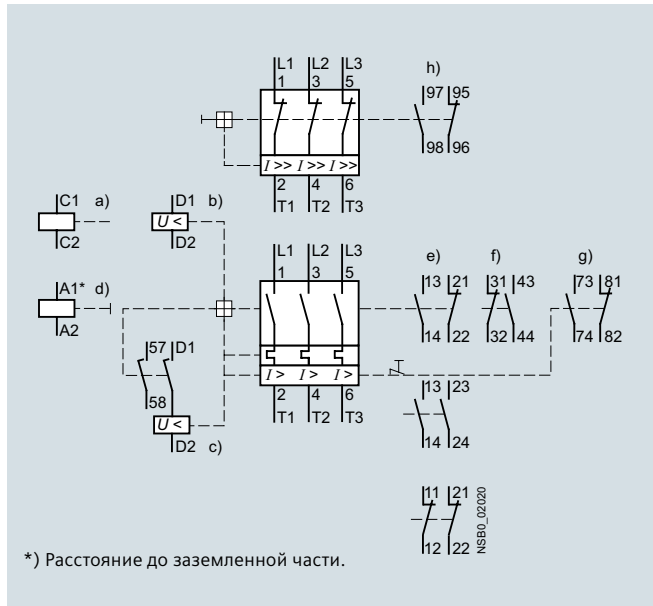 L1 L2 L3
1 3 5
h)
97 95
98 96
I >> I >> I >>
2 4 6
T1 T2 T3
C1 a)
C2
D1 b)
U <
D2
L1 L2 L3
1 3 5
e) f) g)
13 21 31 43 73 81
14 22 32 44 74 82
A1* d)
A2
57 D1
58
U <
D2 c)
I > I > I >
2 4 6
T1 T2 T3
13 23
14 24
11 21
12 22
NSB0_02020
*) Расстояние до заземленной части.